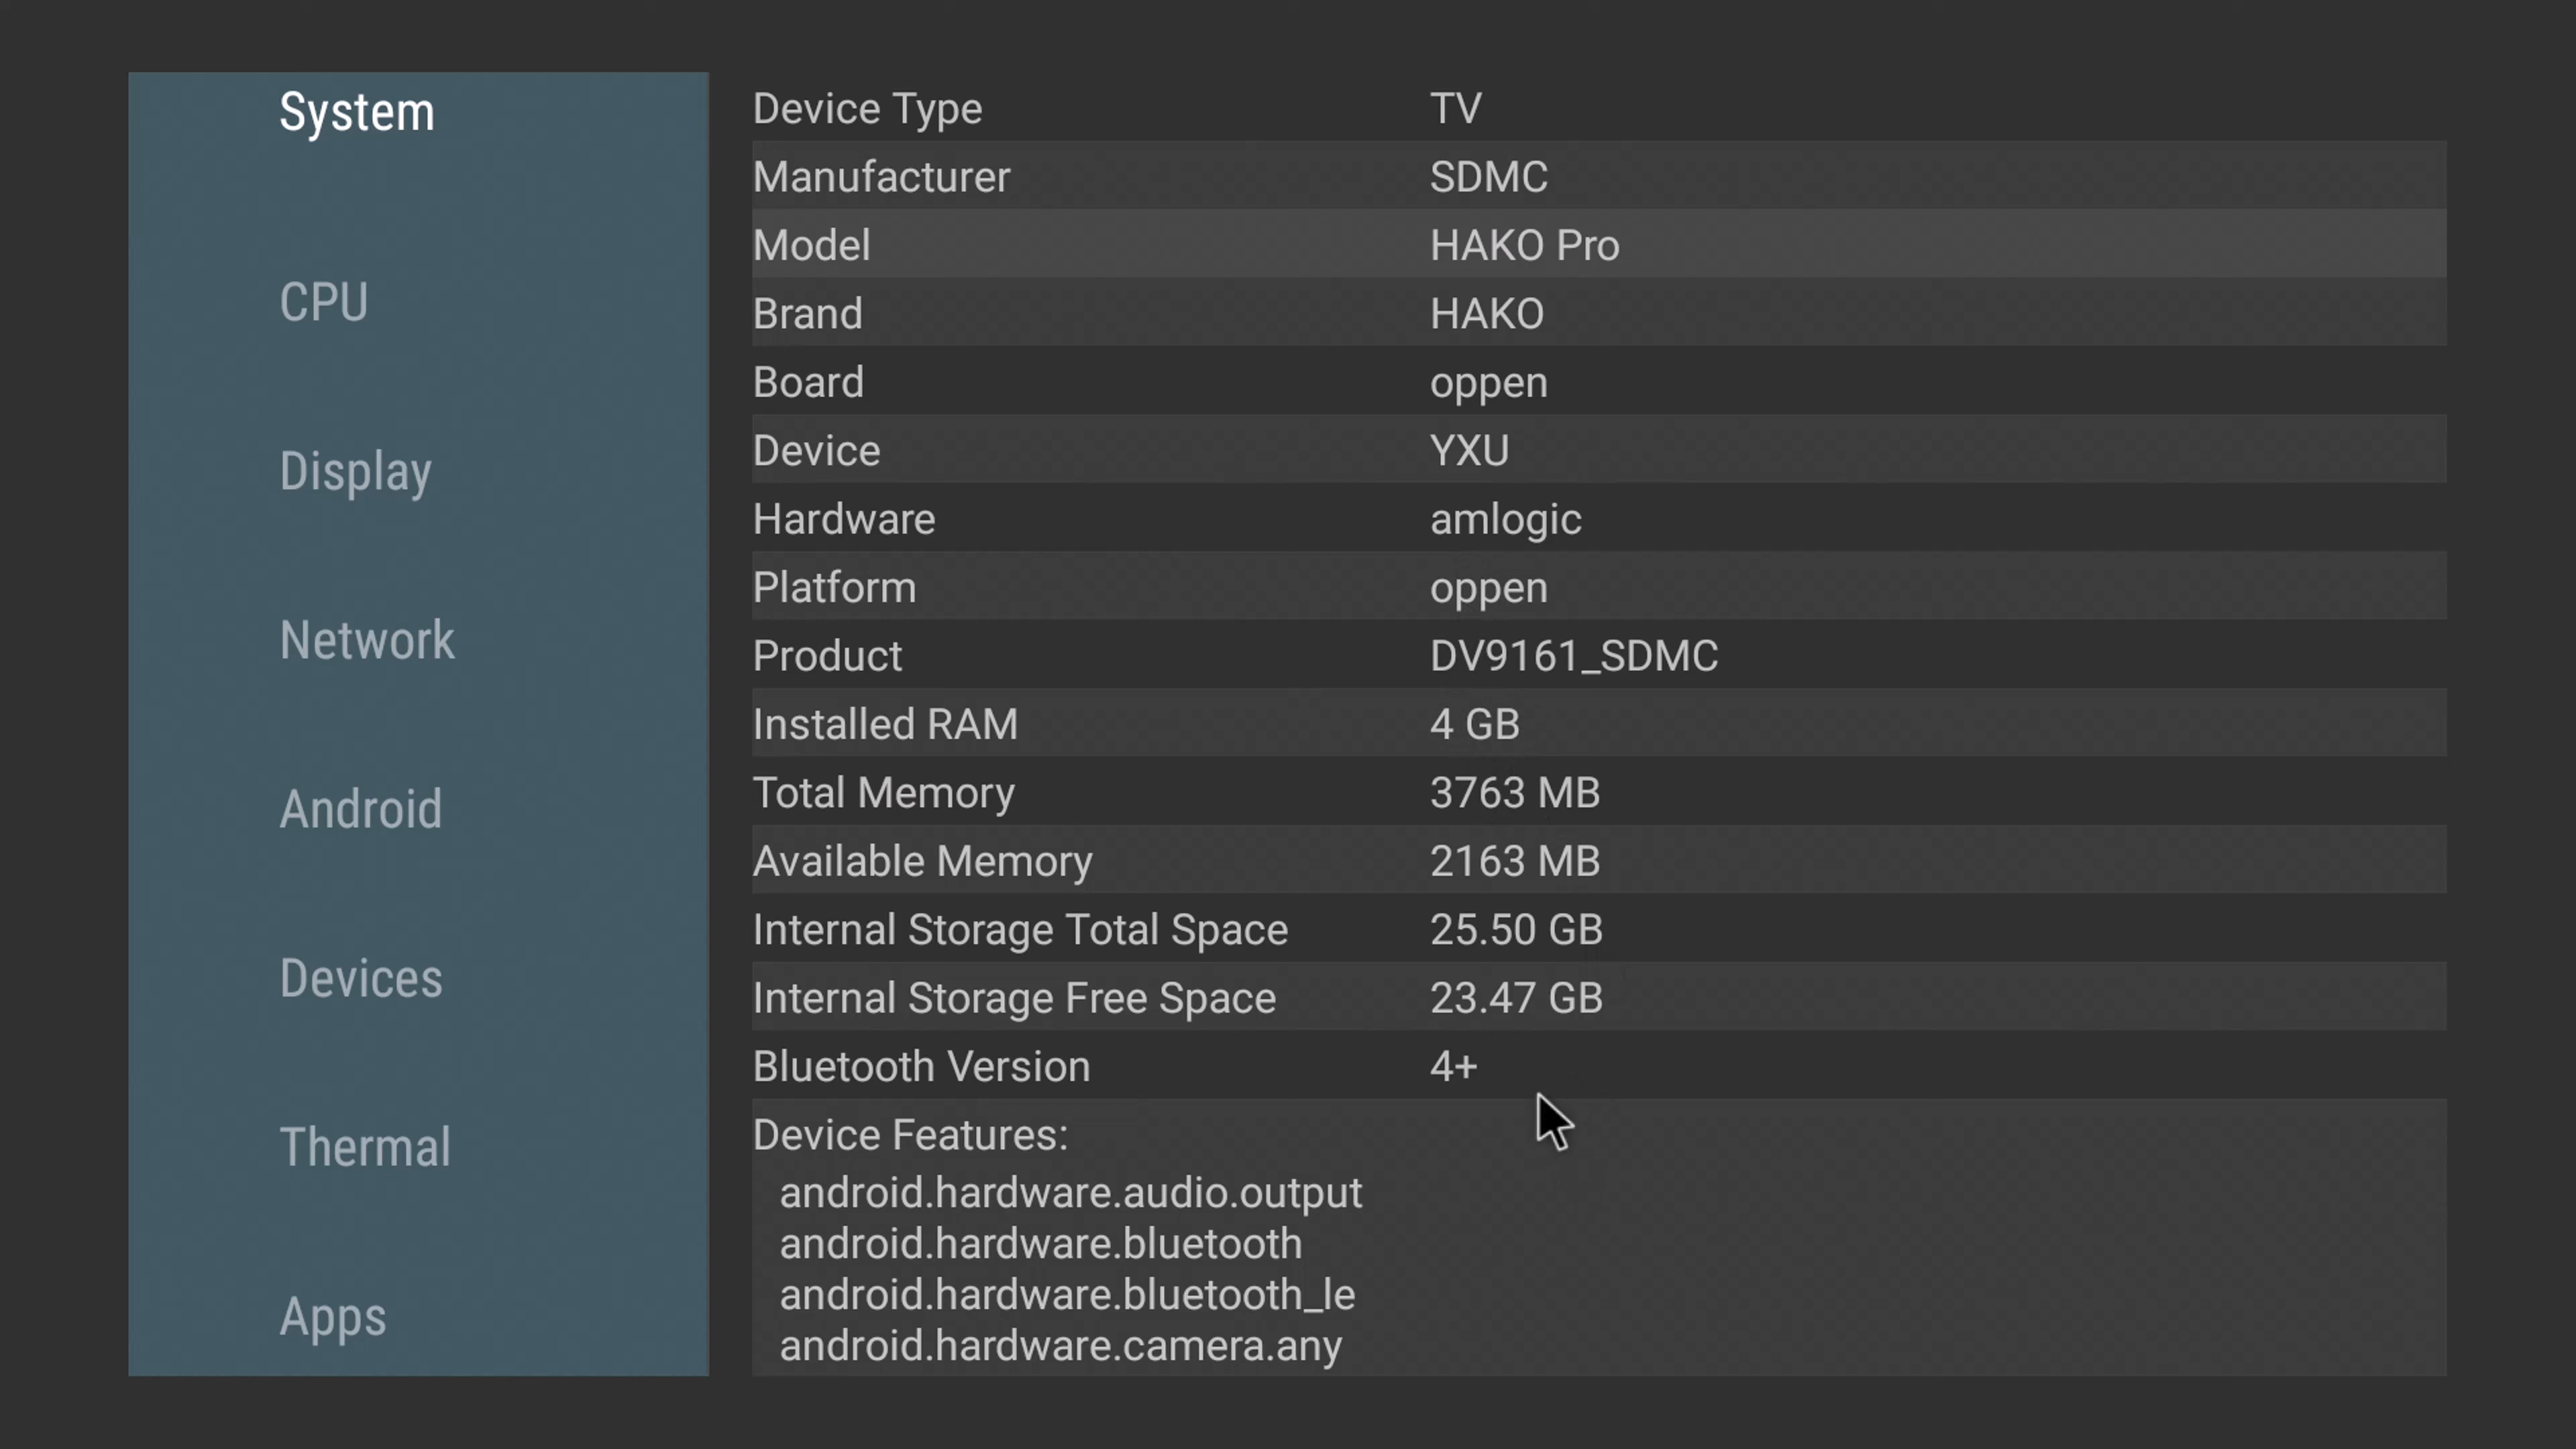 System
CPU
Display
Network
Android
Devices
Thermal
Apps
Device Type TV
Manufacturer SDMC
Model HAKO Pro
Brand HAKO
Board oppen
Device YXU
Hardware amlogic
Platform oppen
Product DV9161_SDMC
Installed RAM 4 GB
Total Memory 3763 MB
Available Memory 2163 MB
Internal Storage Total Space 25.50 GB
Internal Storage Free Space 23.47 GB
Bluetooth Version 4+
Device Features:
android.hardware.audio.output
android.hardware.bluetooth
android.hardware.bluetooth_le
android.hardware.camera.any